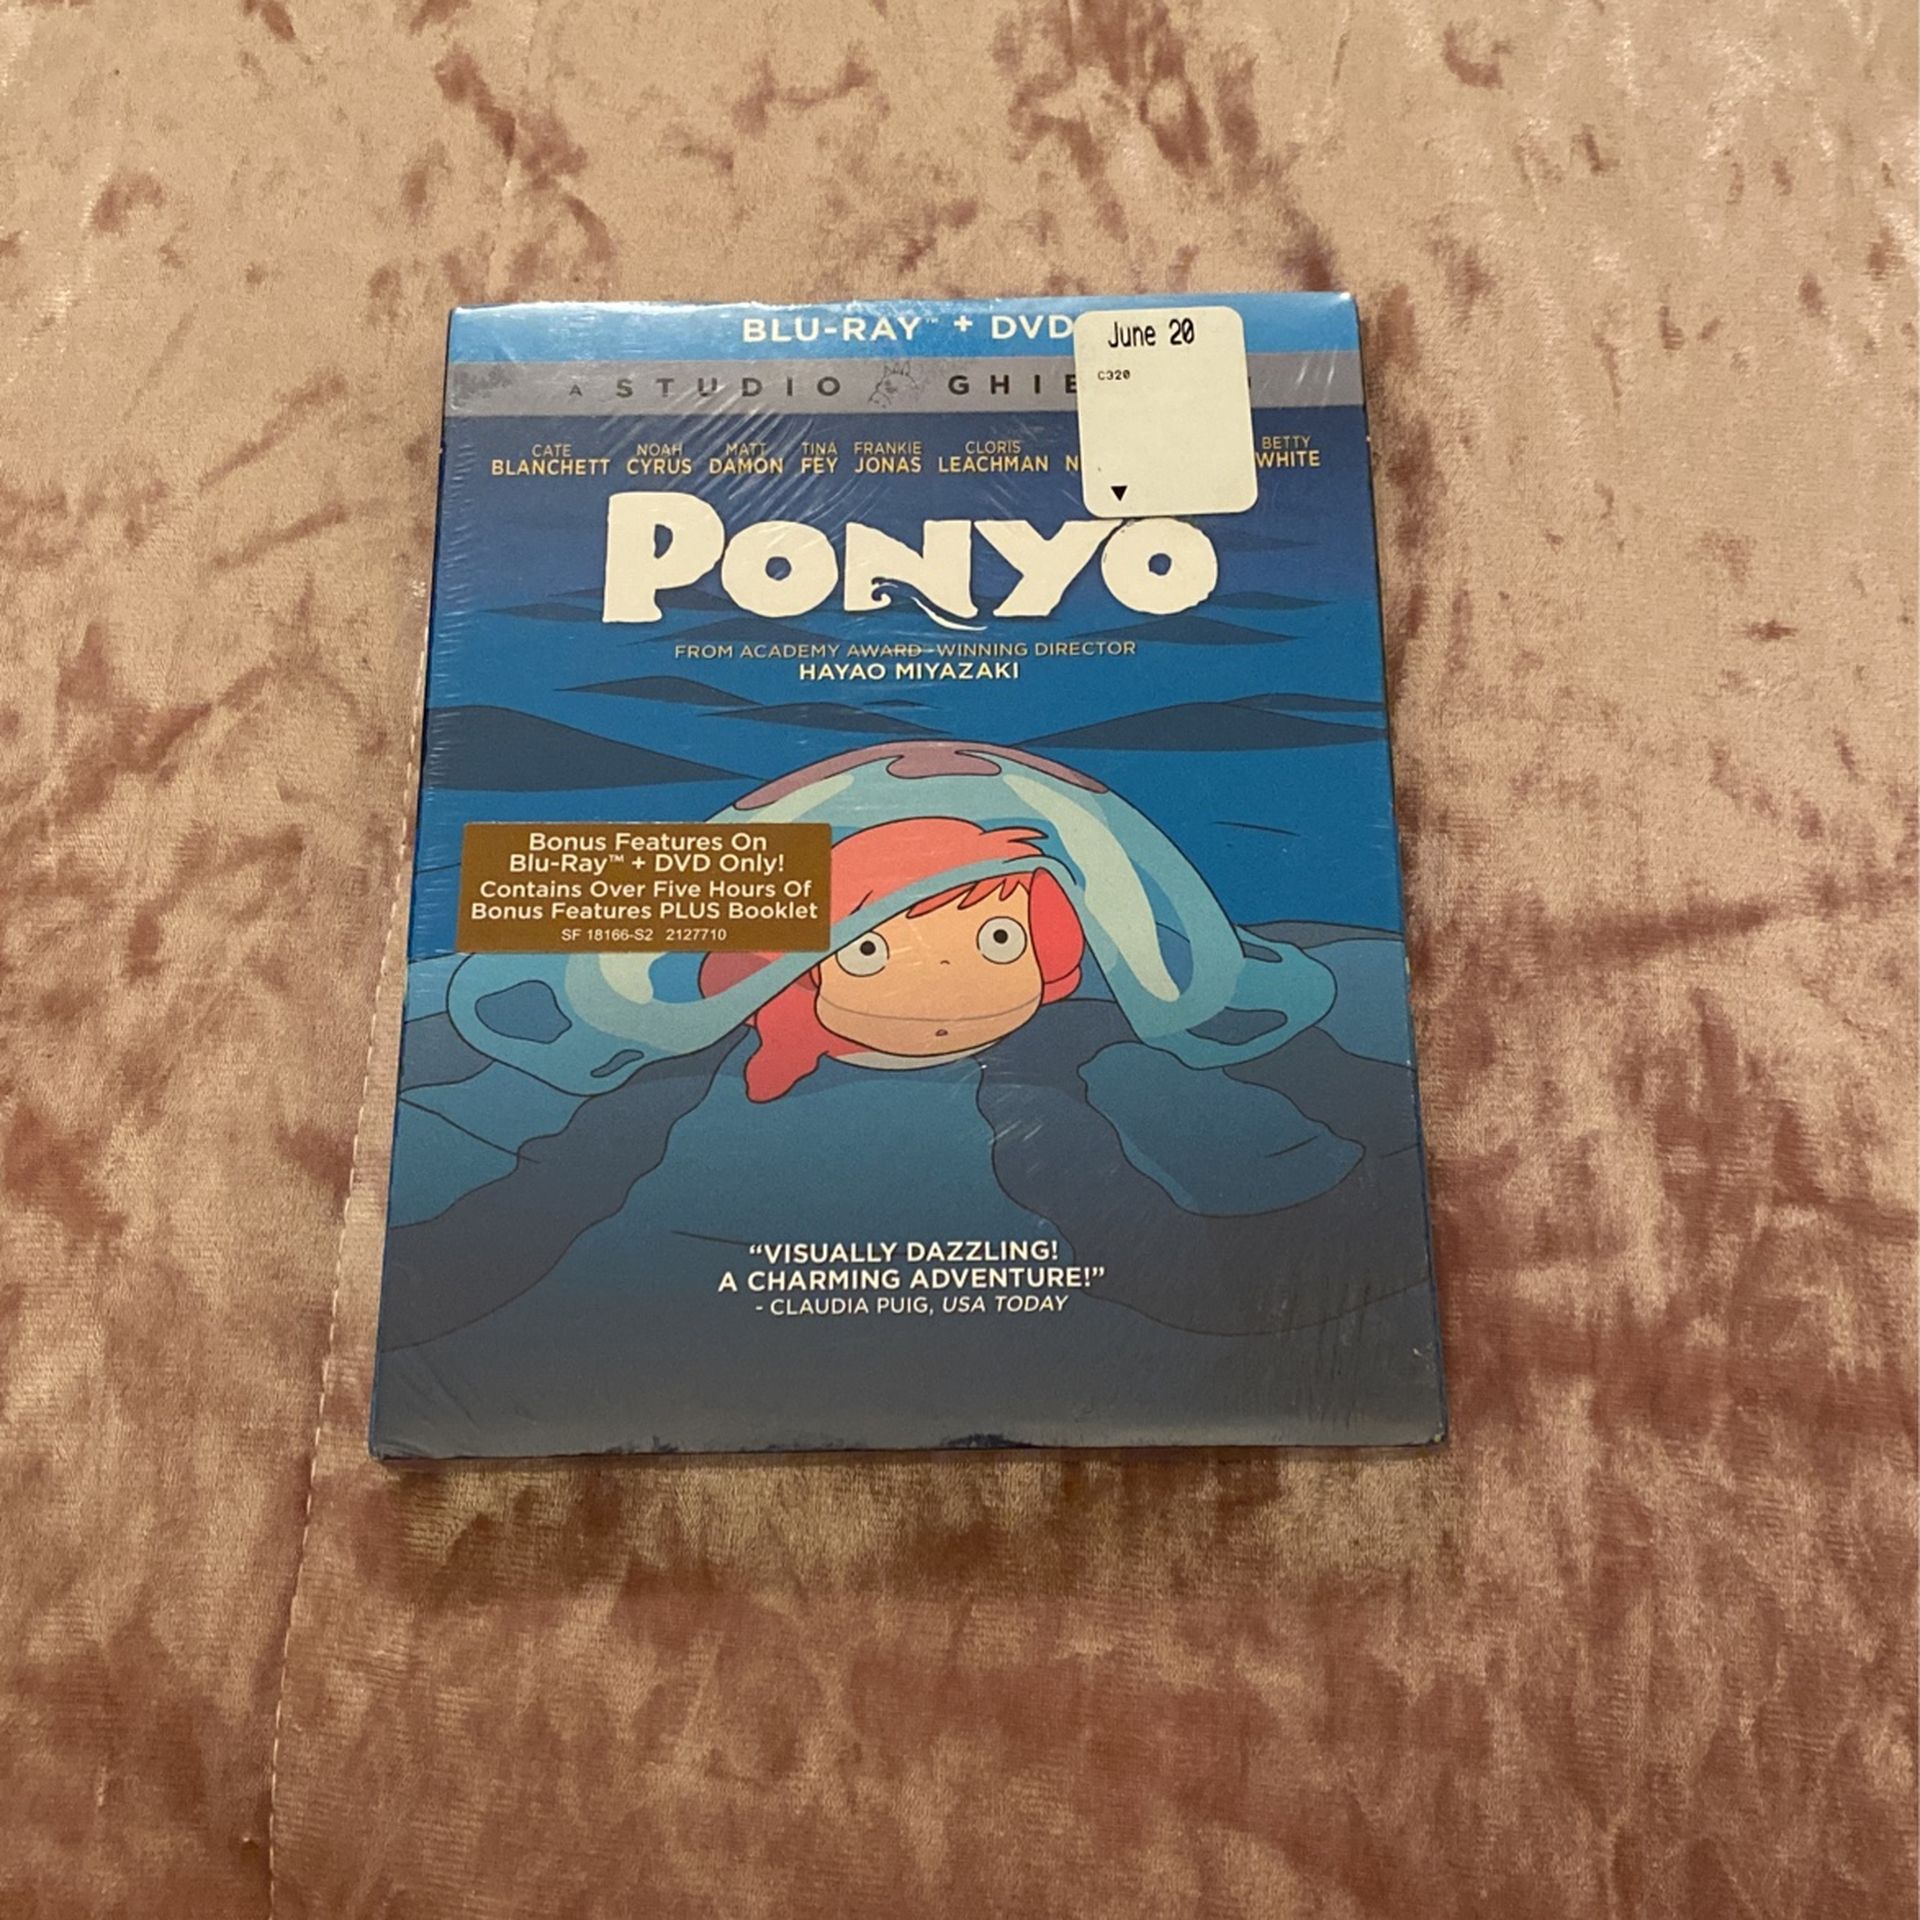 BLU-RAY™ + DVD
June 20
C320
A STUDIO GHIB
CATE BLANCHETT NOAH CYRUS MATT DAMON TINA FEY FRANKIE JONAS CLORIS LEACHMAN BETTY WHITE
PONYO
FROM ACADEMY AWARD-WINNING DIRECTOR
HAYAO MIYAZAKI
Bonus Features On
Blu-Ray™ + DVD Only!
Contains Over Five Hours Of
Bonus Features PLUS Booklet
SF 18166-S2 2127710
“VISUALLY DAZZLING!
A CHARMING ADVENTURE!”
- CLAUDIA PUIG, USA TODAY